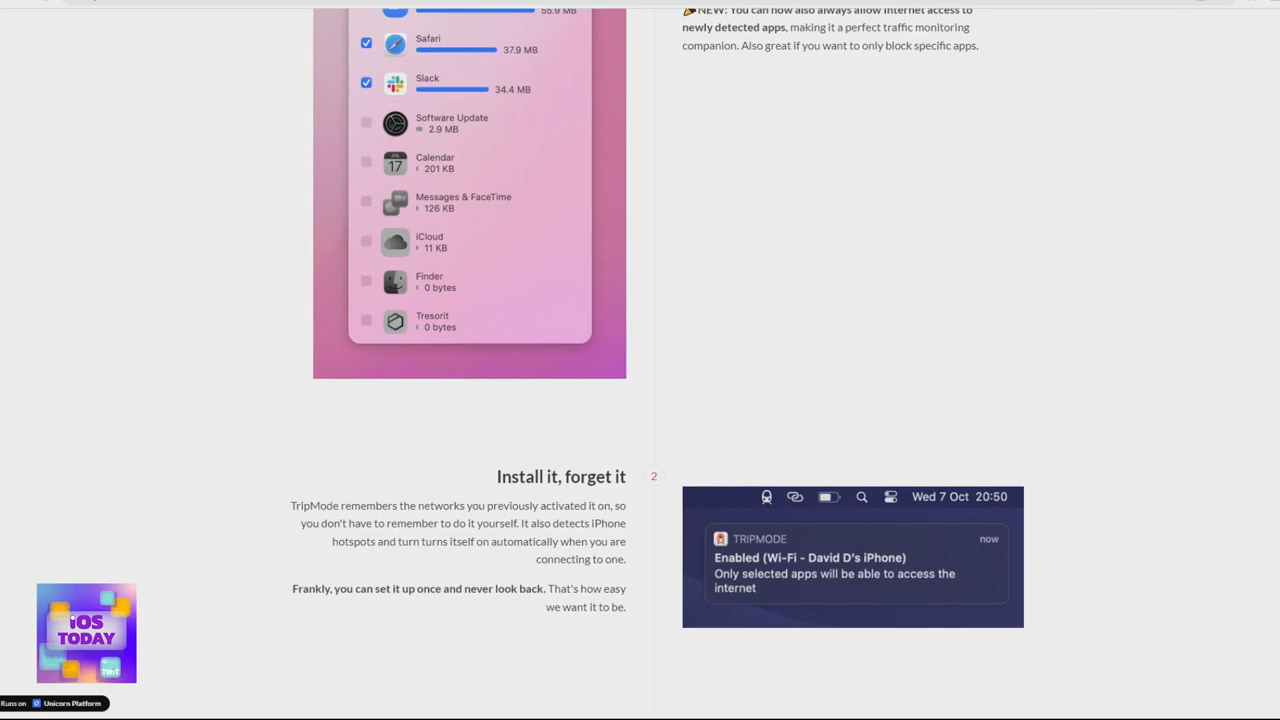 55.9 MB
Safari
37.9 MB
Slack
34.4 MB
Software Update
2.9 MB
JUL
17
Calendar
201 KB
Messages & FaceTime
126 KB
iCloud
11 KB
Finder
0 bytes
Tresorit
0 bytes
NEW: You can now also always allow internet access to
newly detected apps, making it a perfect traffic monitoring
companion. Also great if you want to only block specific apps.
Install it, forget it
2
TripMode remembers the networks you previously activated it on, so
you don't have to remember to do it yourself. It also detects iPhone
hotspots and turn turns itself on automatically when you are
connecting to one.
Frankly, you can set it up once and never look back. That's how easy
we want it to be.
Wed 7 Oct 20:50
TRIPMODE
now
Enabled (Wi-Fi - David D's iPhone)
Only selected apps will be able to access the
internet
iOS
TODAY
TWiT
Runs on Unicorn Platform